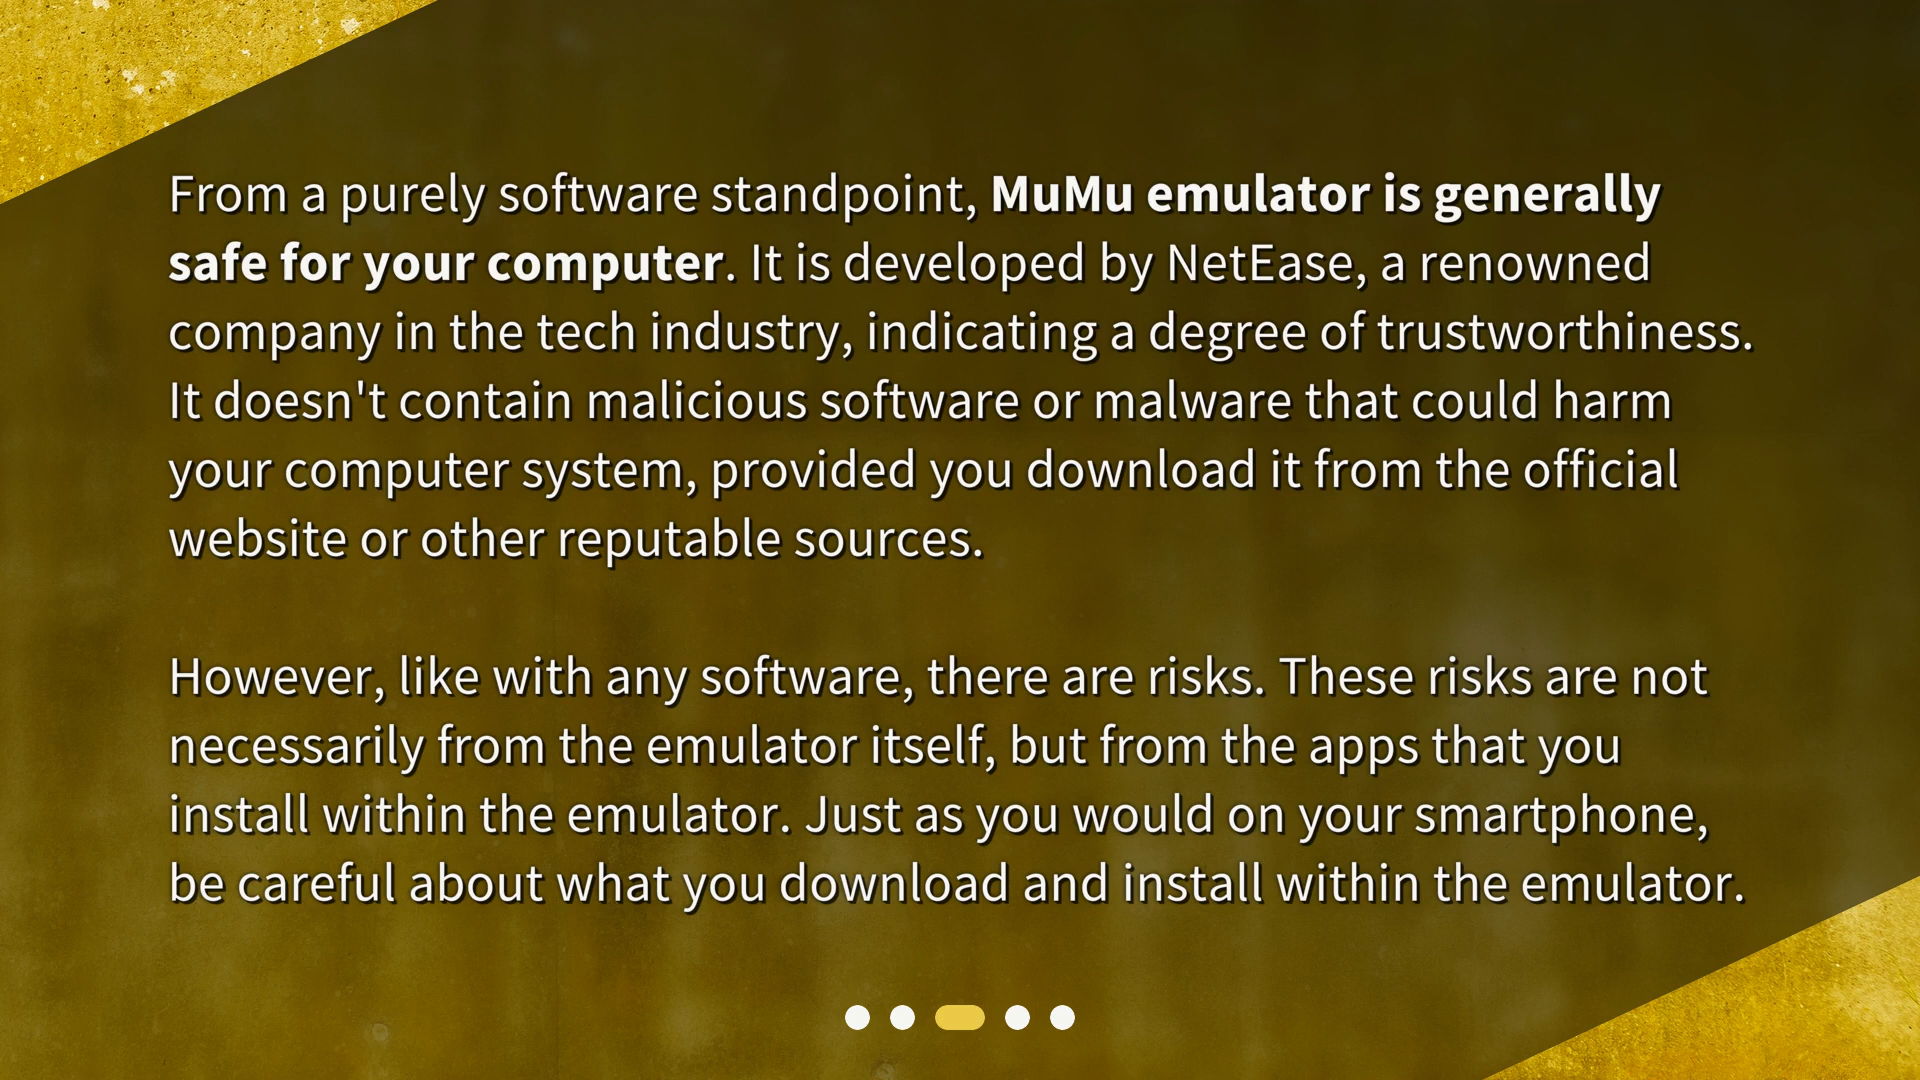 From a purely software standpoint, MuMu emulator is generally
safe for your computer. It is developed by NetEase, a renowned
company in the tech industry, indicating a degree of trustworthiness.
It doesn't contain malicious software or malware that could harm
your computer system, provided you download it from the official
website or other reputable sources.
However, like with any software, there are risks. These risks are not
necessarily from the emulator itself, but from the apps that you
install within the emulator. Just as you would on your smartphone,
be careful about what you download and install within the emulator.